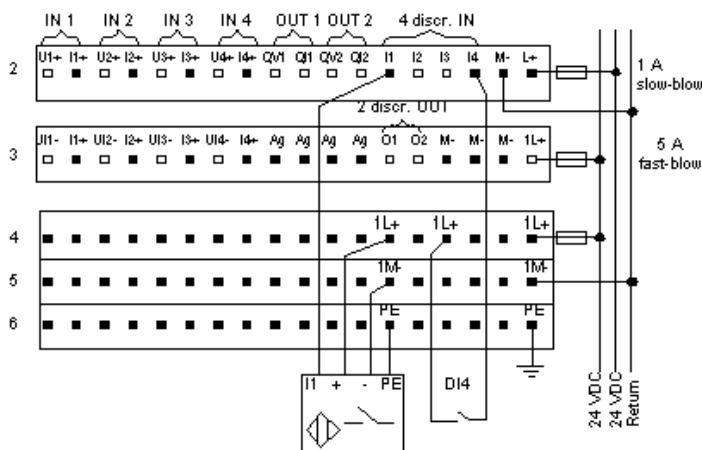 IN 1 IN 2 IN 3 IN 4 OUT 1 OUT 2 4 discr. IN
U1+ I1+ U2+ I2+ U3+ I3+ U4+ I4+ QV1 QI1 QV2 QI2 I1 I2 I3 I4 M- L+
2
1 A
slow-blow
2 discr. OUT
UI1- I1+ UI2- I2+ UI3- I3+ UI4- I4+ Ag Ag Ag Ag O1 O2 M- M- M- 1L+
3
5 A
fast-blow
1L+ 1L+ 1L+
4
1M- 1M-
5
PE PE
6
I1 + - PE DI4
24 VDC
24 VDC
Return